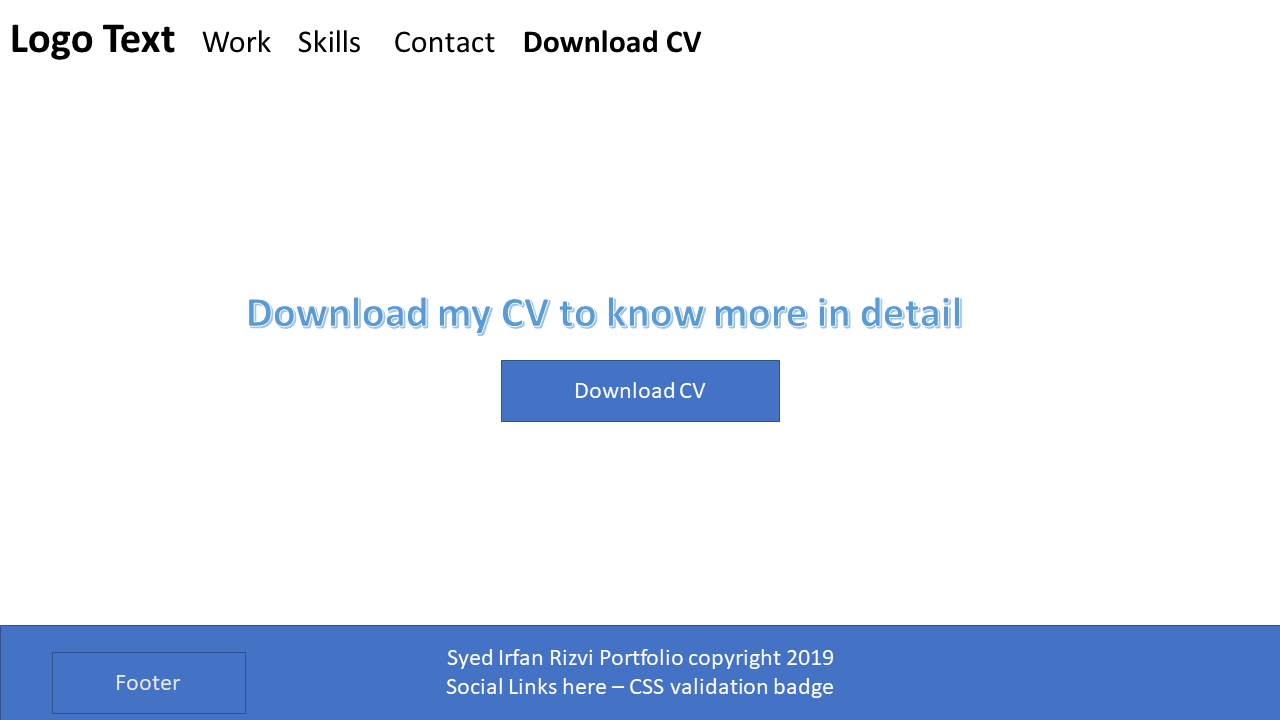 Logo Text Work Skills Contact Download CV
Download my CV to know more in detail
Download CV
Syed Irfan Rizvi Portfolio copyright 2019
Social Links here – CSS validation badge
Footer